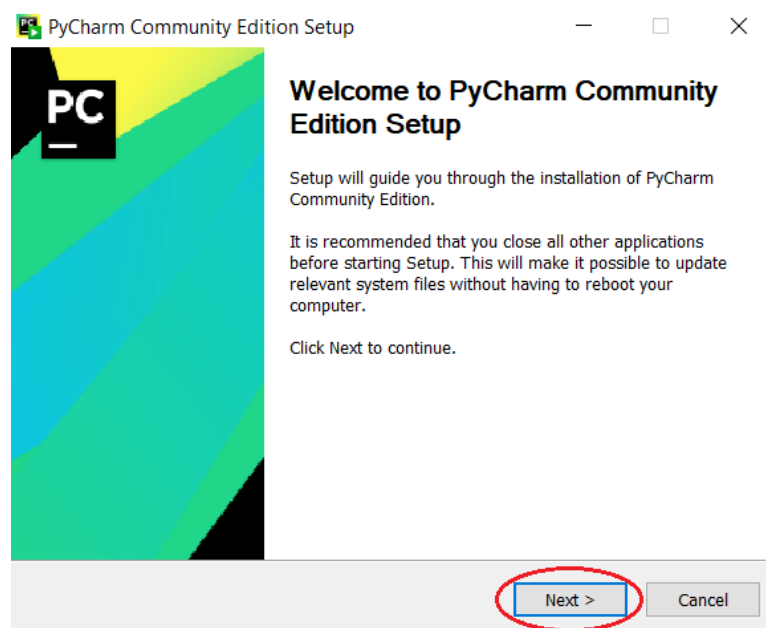 PyCharm Community Edition Setup
PC
Welcome to PyCharm Community
Edition Setup
Setup will guide you through the installation of PyCharm
Community Edition.
It is recommended that you close all other applications
before starting Setup. This will make it possible to update
relevant system files without having to reboot your
computer.
Click Next to continue.
Next >
Cancel